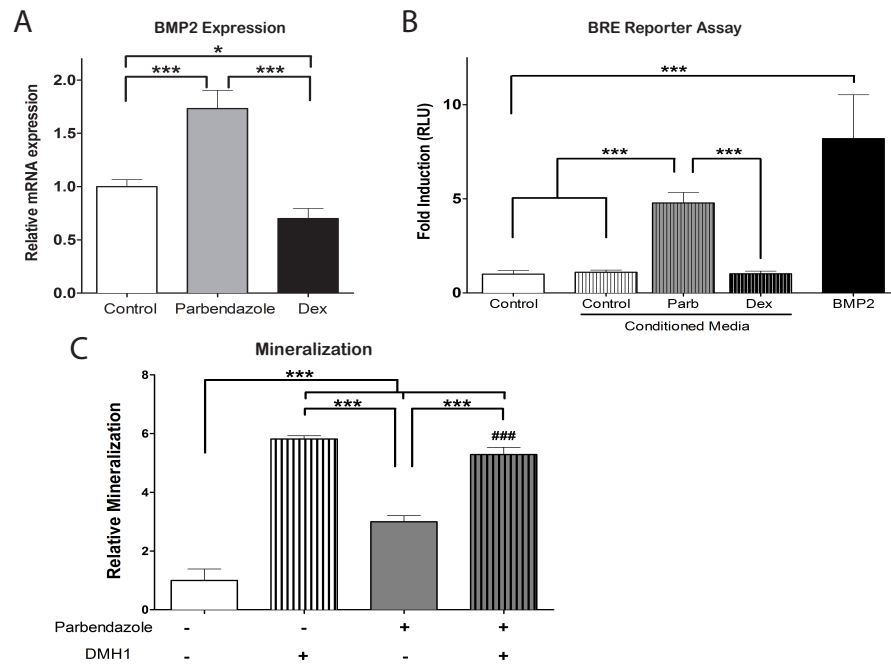 A
BMP2 Expression
Relative mRNA expression
2.0
1.5
1.0
0.5
0.0
*
***
***
Control Parbendazole Dex
B
BRE Reporter Assay
Fold Induction (RLU)
10
5
0
***
***
***
Control Control Parb Dex BMP2
Conditioned Media
C
Mineralization
Relative Mineralization
8
6
4
2
0
***
***
***
###
Parbendazole - - + +
DMH1 - + - +